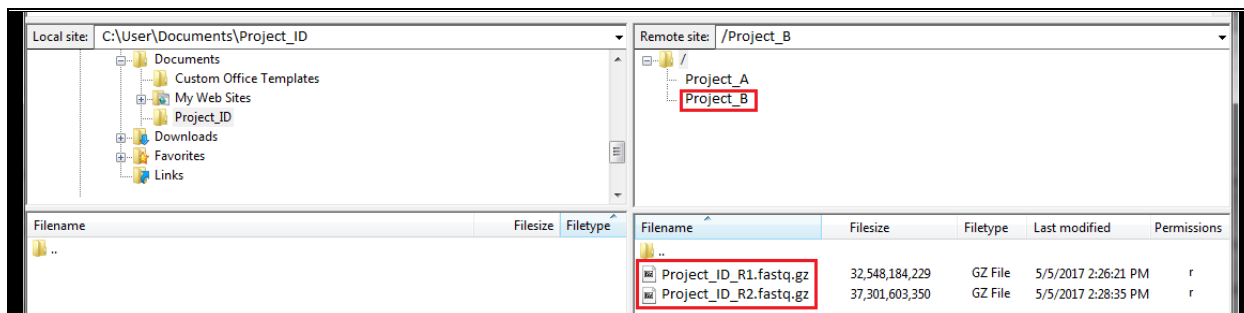 Local site: C:\User\Documents\Project_ID
Documents
Custom Office Templates
My Web Sites
Project_ID
Downloads
Favorites
Links
Filename Filesize Filetype
..
Remote site: /Project_B
/
Project_A
Project_B
Filename Filesize Filetype Last modified Permissions
..
Project_ID_R1.fastq.gz 32,548,184,229 GZ File 5/5/2017 2:26:21 PM r
Project_ID_R2.fastq.gz 37,301,603,350 GZ File 5/5/2017 2:28:35 PM r